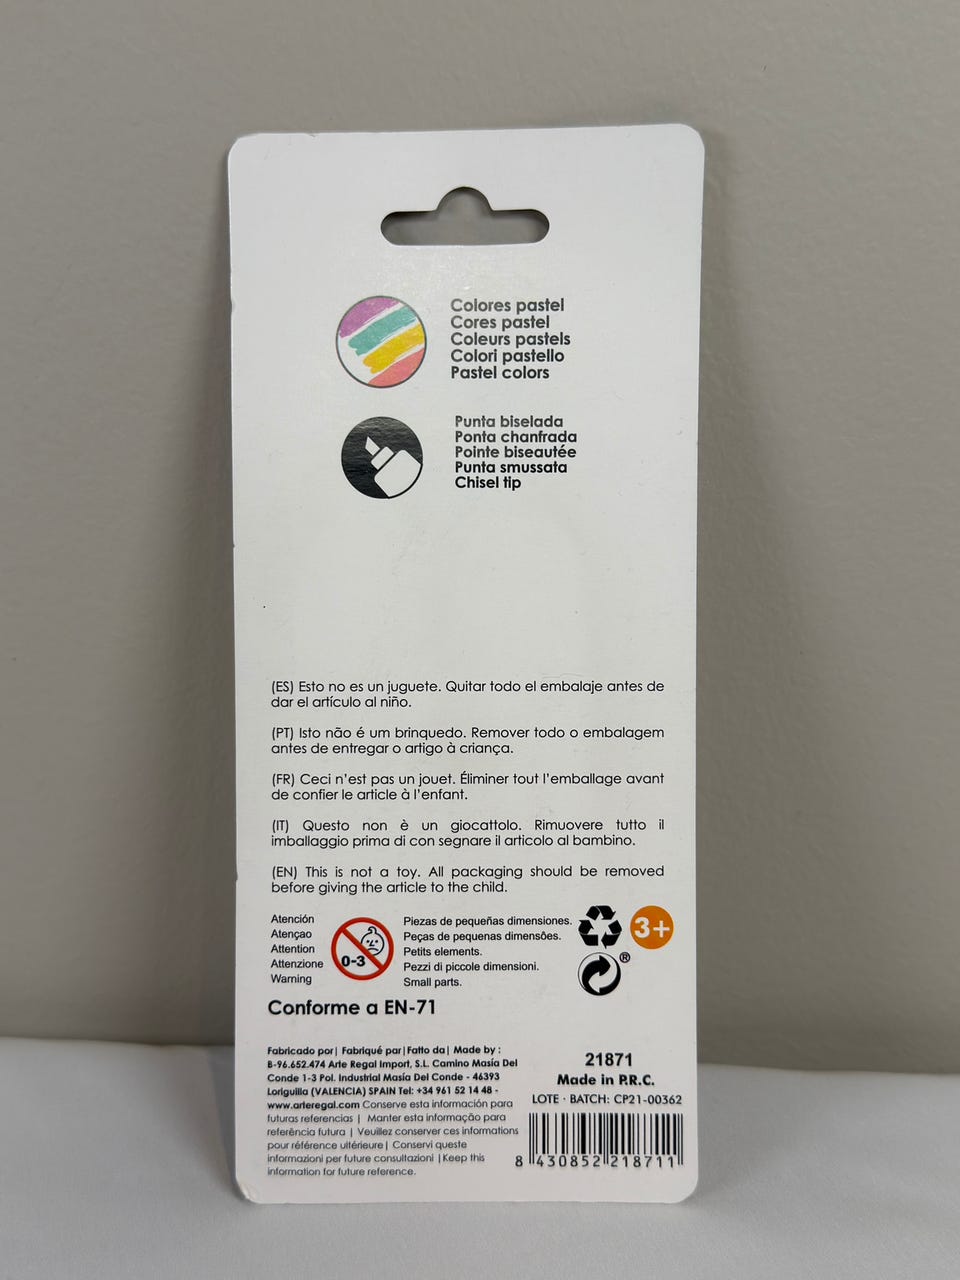 Colores pastel
Cores pastel
Couleurs pastels
Colori pastello
Pastel colors
Punta biselada
Ponta chanfrada
Pointe biseautée
Punta smussata
Chisel tip
(ES) Esto no es un juguete. Quitar todo el embalaje antes de
dar el artículo al niño.
(PT) Isto não é um brinquedo. Remover todo o embalagem
antes de entregar o artigo à criança.
(FR) Ceci n'est pas un jouet. Éliminer tout l'emballage avant
de confier le article à l'enfant.
(IT) Questo non è un giocattolo. Rimuovere tutto il
imballaggio prima di con segnare il articolo al bambino.
(EN) This is not a toy. All packaging should be removed
before giving the article to the child.
Atención
Atençao
Attention
Attenzione
Warning
0-3
Piezas de pequeñas dimensiones.
Peças de pequenas dimensões.
Petits elements.
Pezzi di piccole dimensioni.
Small parts.
3+
®
Conforme a EN-71
Fabricado por| Fabriqué par|Fatto da| Made by :
B-96.652.474 Arte Regal Import, S.L. Camino Masía Del
Conde 1-3 Pol. Industrial Masía Del Conde - 46393
Loriguilla (VALENCIA) SPAIN Tel: +34 961 52 14 48 -
www.arteregal.com Conserve esta información para
futuras referencias | Manter esta informação para
referência futura | Veuillez conserver ces informations
pour référence ultérieure| Conservi queste
informazioni per future consultazioni |Keep this
information for future reference.
21871
Made in P.R.C.
LOTE · BATCH: CP21-00362
8 430852 218711